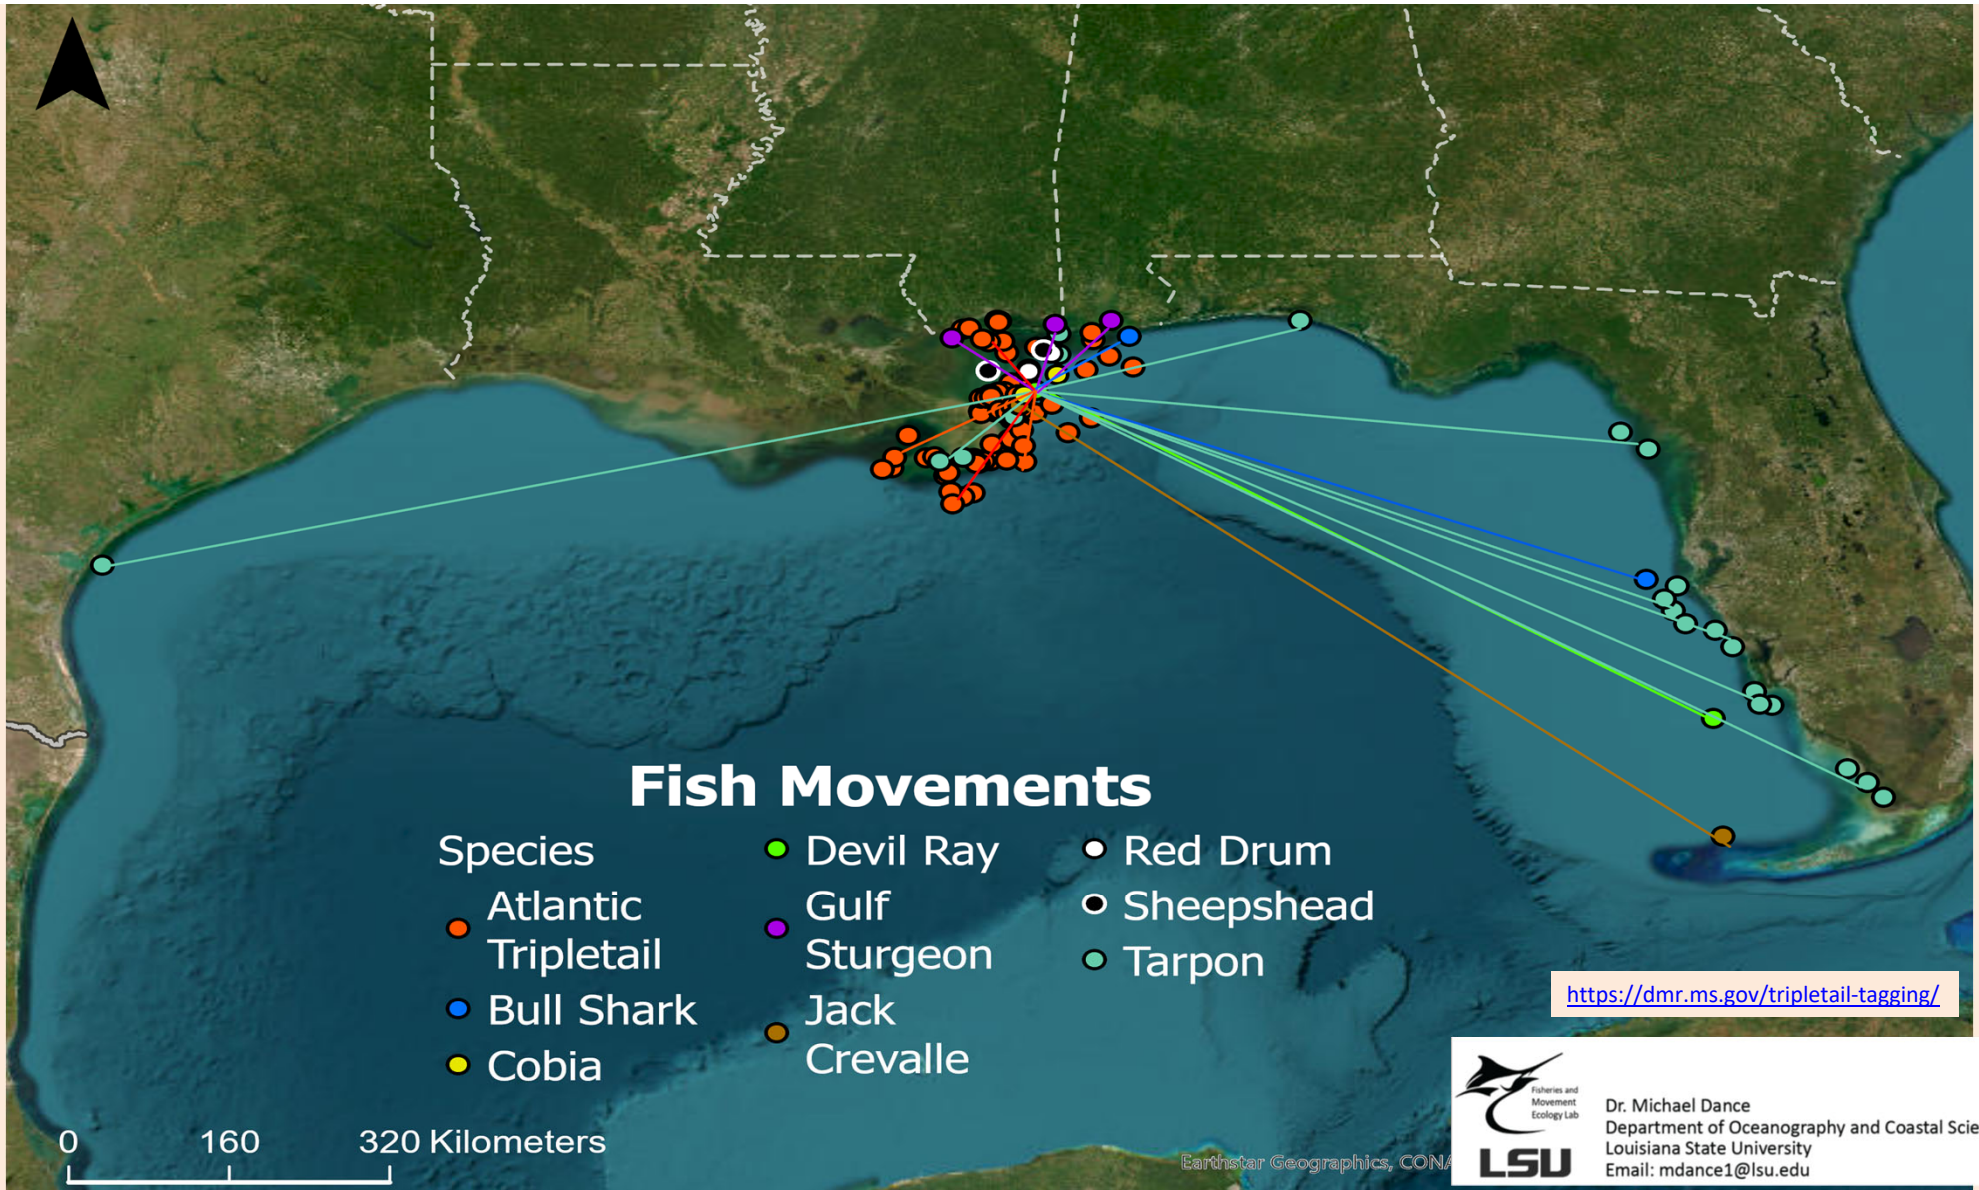 Fish Movements
Species
Atlantic
Tripletail
Bull Shark
Cobia
Devil Ray
Gulf
Sturgeon
Jack
Crevalle
Red Drum
Sheepshead
Tarpon
0 160 320 Kilometers
https://dmr.ms.gov/tripletail-tagging/
Earthstar Geographics, CONA
Fisheries and
Movement
Ecology Lab
LSU
Dr. Michael Dance
Department of Oceanography and Coastal Scie
Louisiana State University
Email: mdance1@lsu.edu